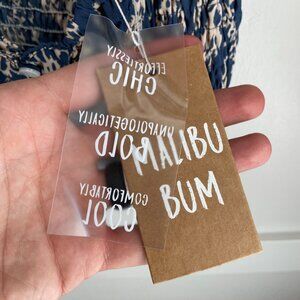 EFFORTLESSLY
CHIC
UNAPOLOGETICALLY
BOLD
COMFORTABLY
COOL
MALIBU
BUM